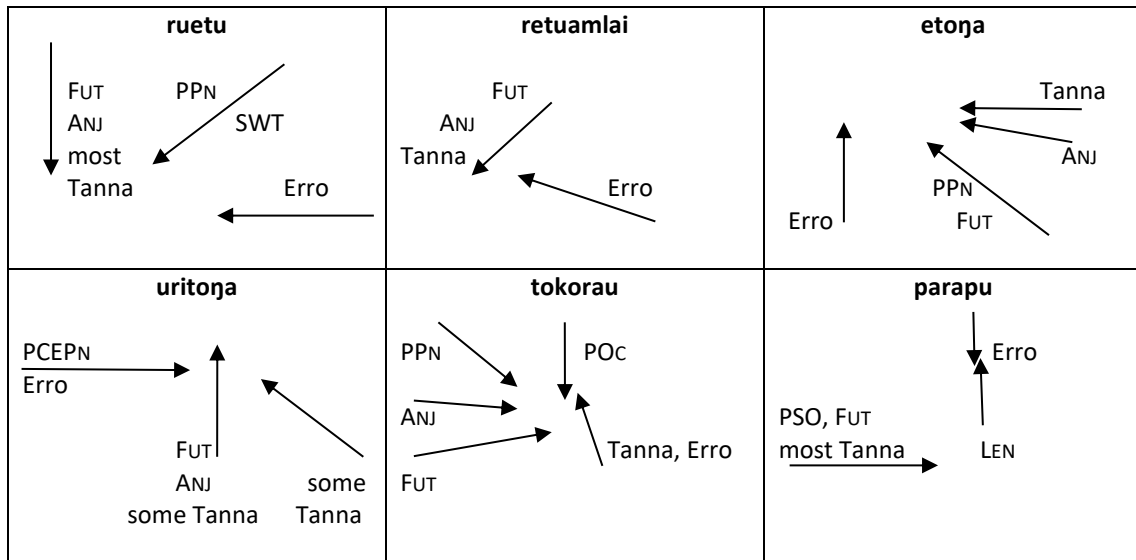 ruetu
FUT
ANJ
most
Tanna
PPN
SWT
Erro
retuamlai
FUT
ANJ
Tanna
Erro
etoŋa
Tanna
ANJ
PPN
FUT
Erro
uritoŋa
PCEPN
Erro
FUT
ANJ
some Tanna
some
Tanna
tokorau
PPN
POC
ANJ
FUT
Tanna, Erro
parapu
Erro
PSO, FUT
most Tanna
LEN